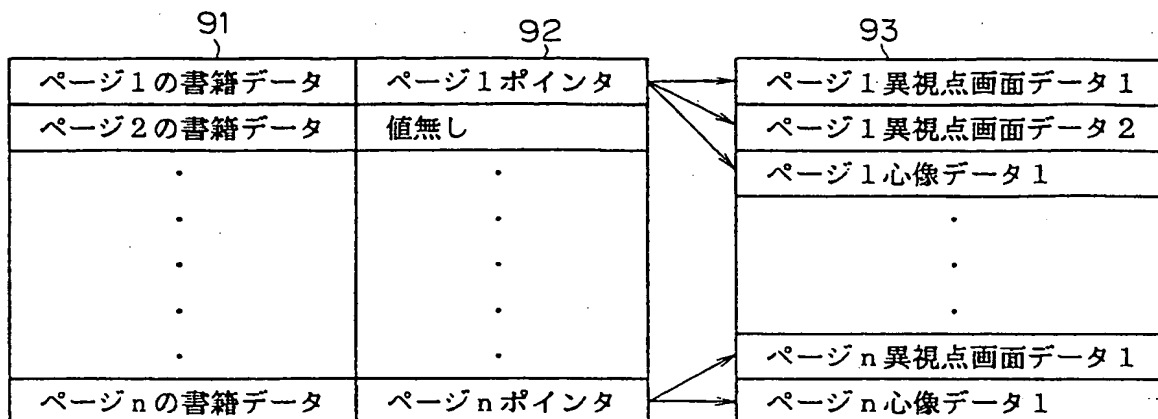 91 92 93
ページ1の書籍データ ページ1ポインタ ページ1異視点画面データ1
ページ2の書籍データ 値無し ページ1異視点画面データ2
ページ1心像データ1
ページn異視点画面データ1
ページnの書籍データ ページnポインタ ページn心像データ1